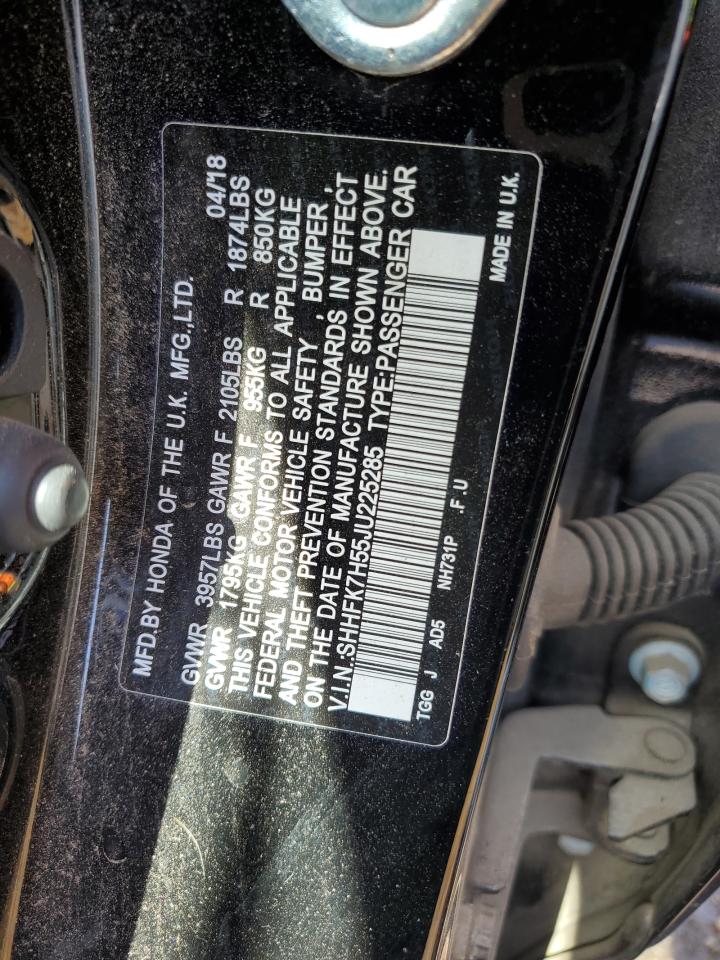 MFD.BY HONDA OF THE U.K. MFG.,LTD.
04/18
GVWR 3957LBS GAWR F 2105LBS R 1874LBS
GVWR 1795KG GAWR F 955KG R 850KG
THIS VEHICLE CONFORMS TO ALL APPLICABLE
FEDERAL MOTOR VEHICLE SAFETY , BUMPER ,
AND THEFT PREVENTION STANDARDS IN EFFECT
ON THE DATE OF MANUFACTURE SHOWN ABOVE.
V.I.N.:SHHFK7H55JU225285 TYPE:PASSENGER CAR
TGG J AD5 NH731P .F.U
MADE IN U.K.